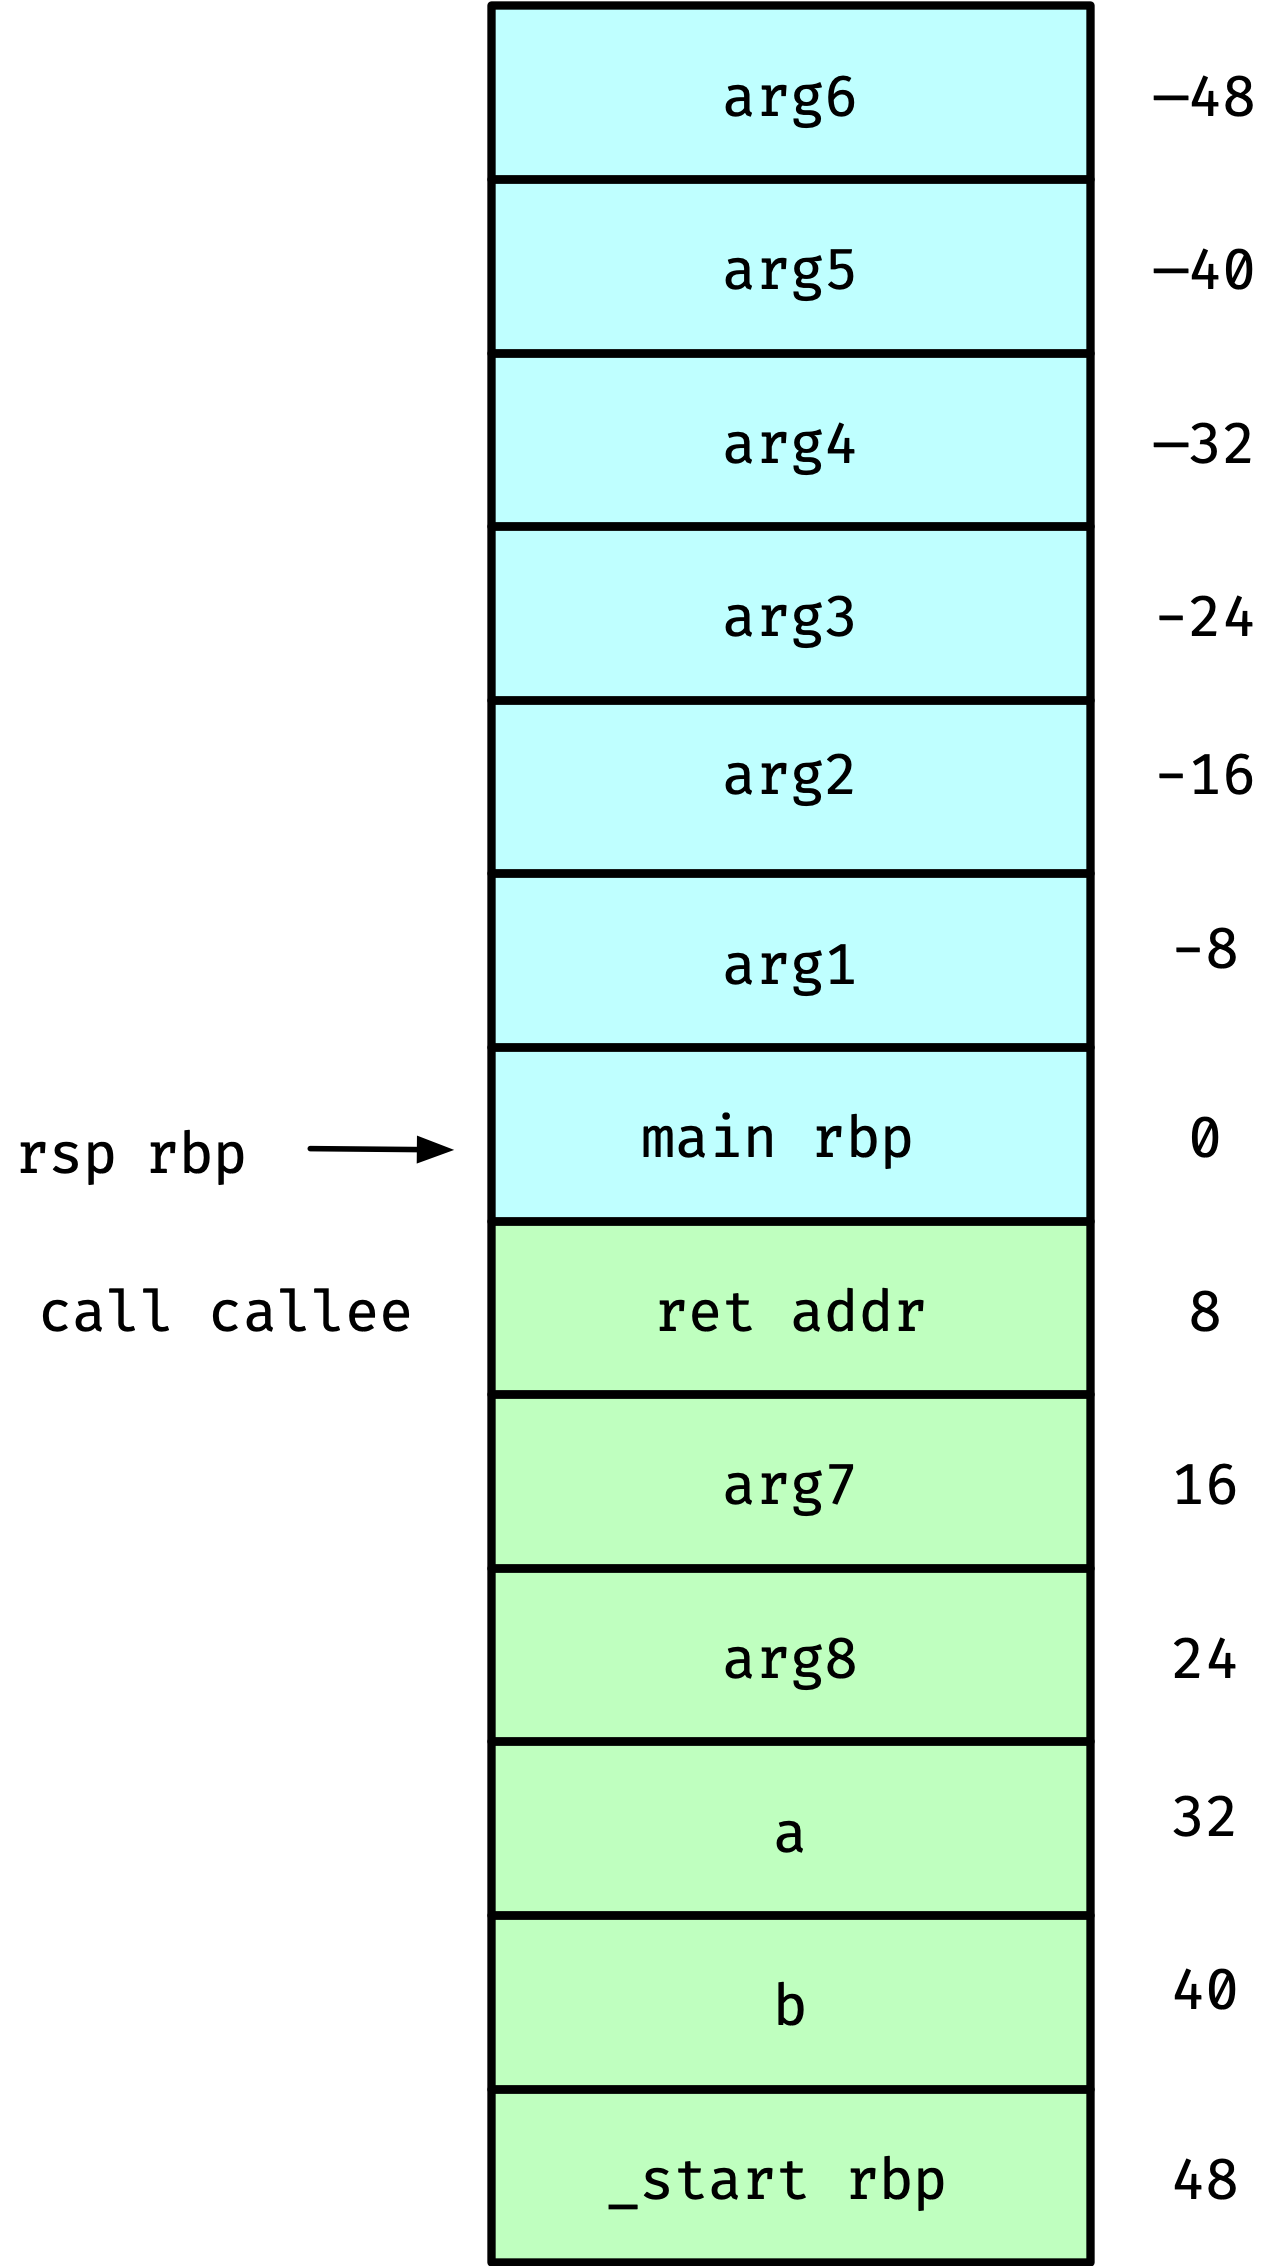 arg6 —48
arg5 —40
arg4 —32
arg3 -24
arg2 -16
arg1 -8
rsp rbp main rbp 0
call callee ret addr 8
arg7 16
arg8 24
a 32
b 40
_start rbp 48